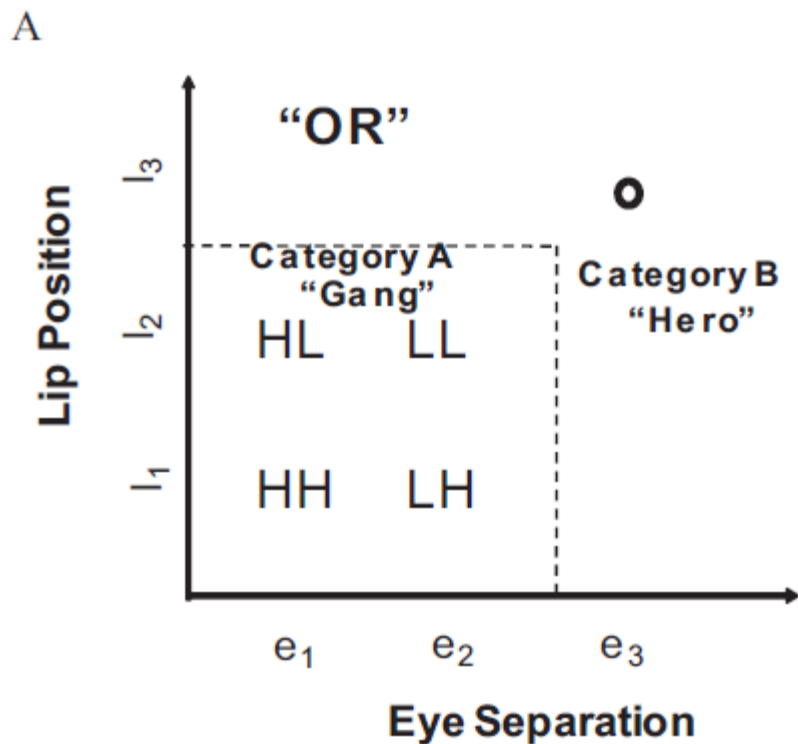 A
“OR”
l3
Category A
“Gang”
Category B
“Hero”
Lip Position
l2
HL LL
l1
HH LH
e1 e2 e3
Eye Separation